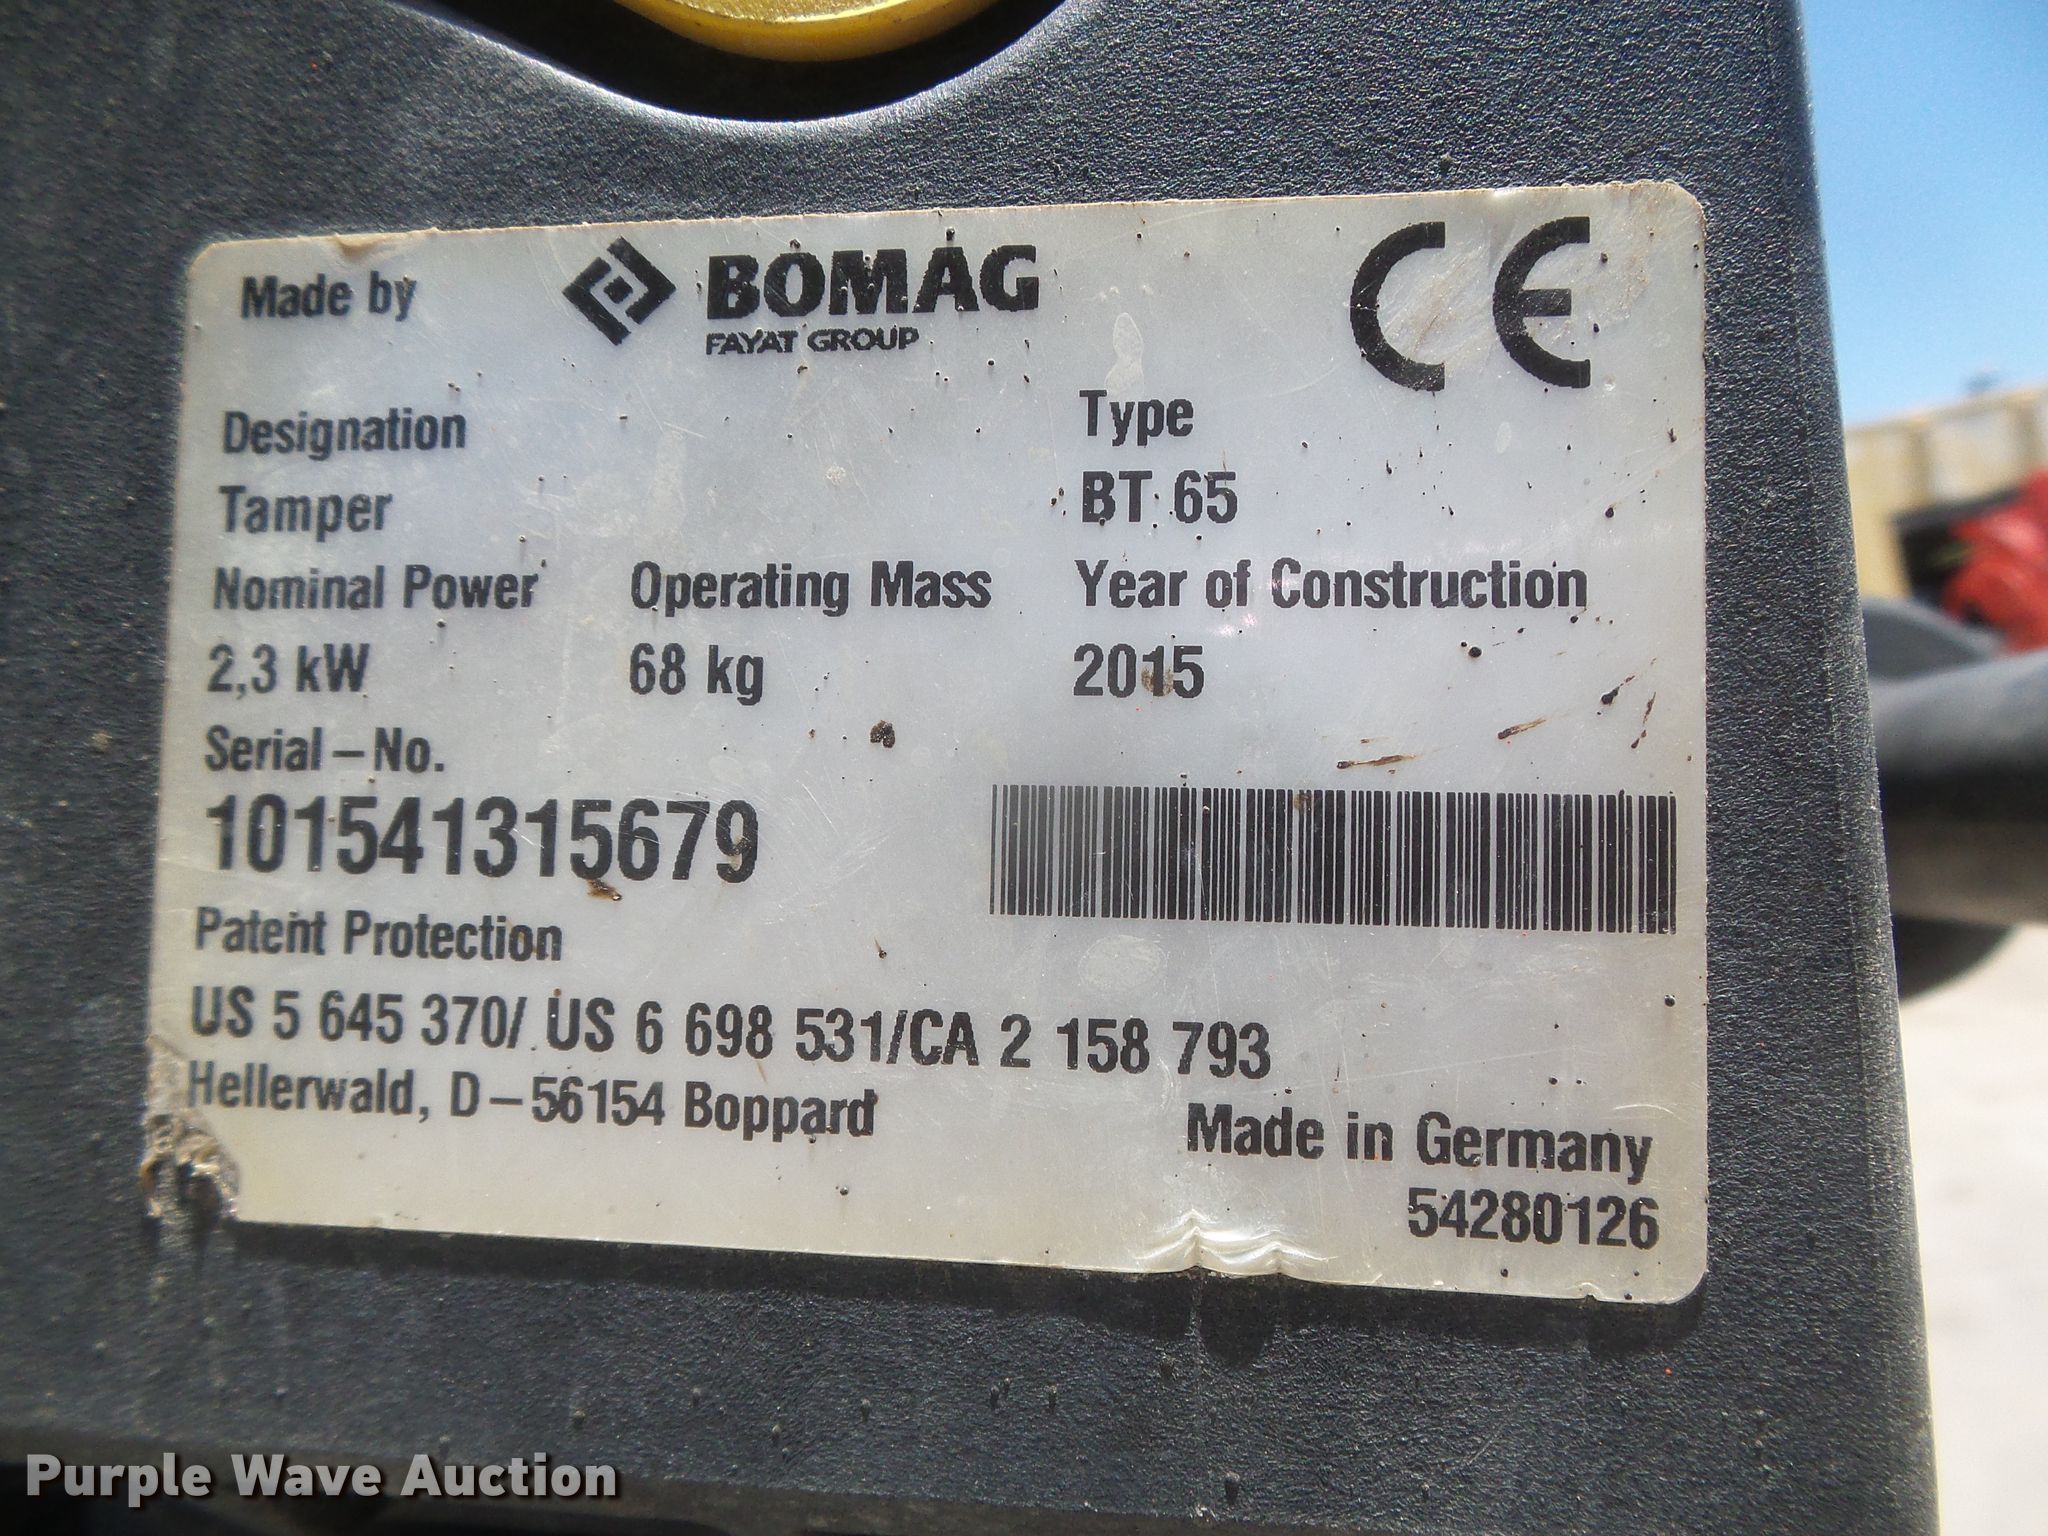 Made by BOMAG CE
FAYAT GROUP
Designation Type
Tamper BT 65
Nominal Power Operating Mass Year of Construction
2,3 kW 68 kg 2015
Serial – No.
101541315679
Patent Protection
US 5 645 370/ US 6 698 531/CA 2 158 793
Hellerwald, D – 56154 Boppard
Made in Germany
54280126
Purple Wave Auction